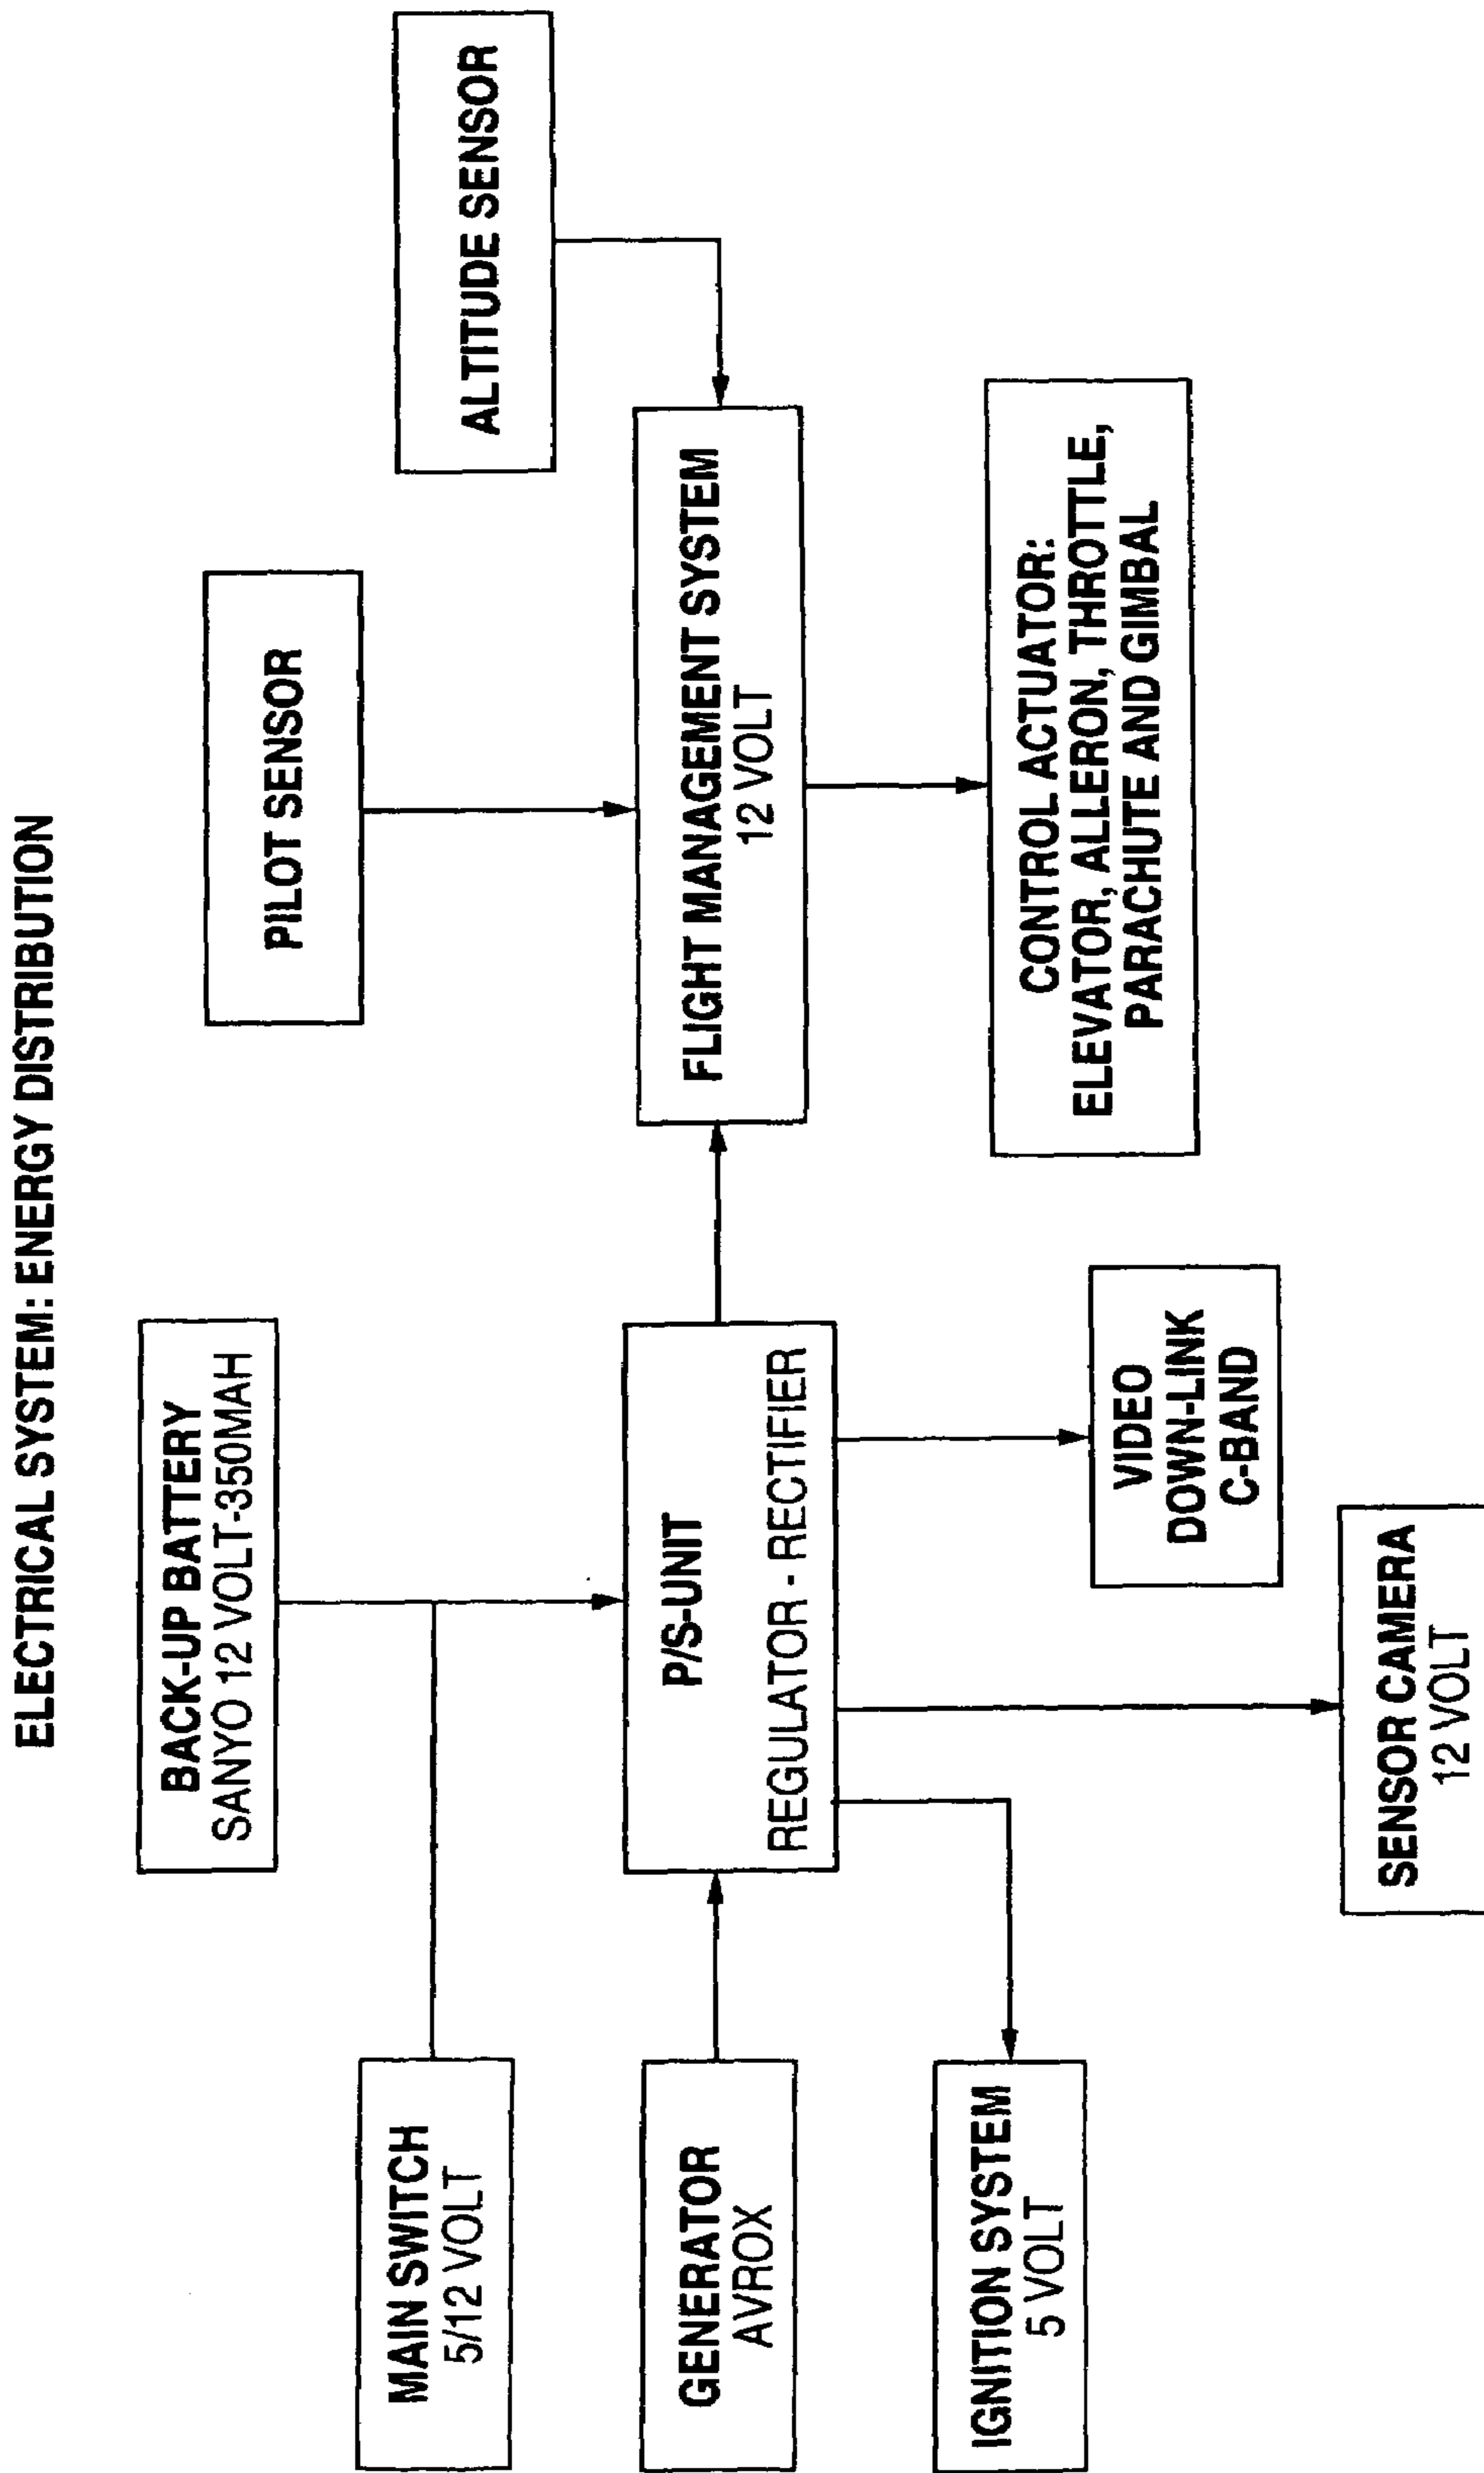 ELECTRICAL SYSTEM: ENERGY DISTRIBUTION
BACK-UP BATTERY
SANYO 12 VOLT-350MAH
PILOT SENSOR
MAIN SWITCH
5/12 VOLT
ALTITUDE SENSOR
GENERATOR
AVROX
P/S-UNIT
REGULATOR - RECTIFIER
FLIGHT MANAGEMENT SYSTEM
12 VOLT
IGNITION SYSTEM
5 VOLT
CONTROL ACTUATOR:
ELEVATOR, ALLERON, THROTTLE,
PARACHUTE AND GIMBAL
VIDEO
DOWN-LINK
C-BAND
SENSOR CAMERA
12 VOLT